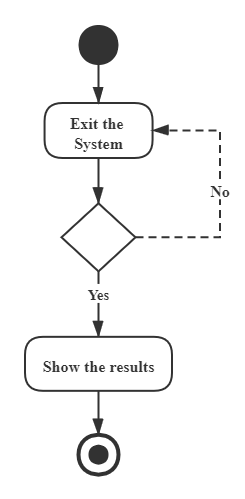 Exit the
System
No
Yes
Show the results